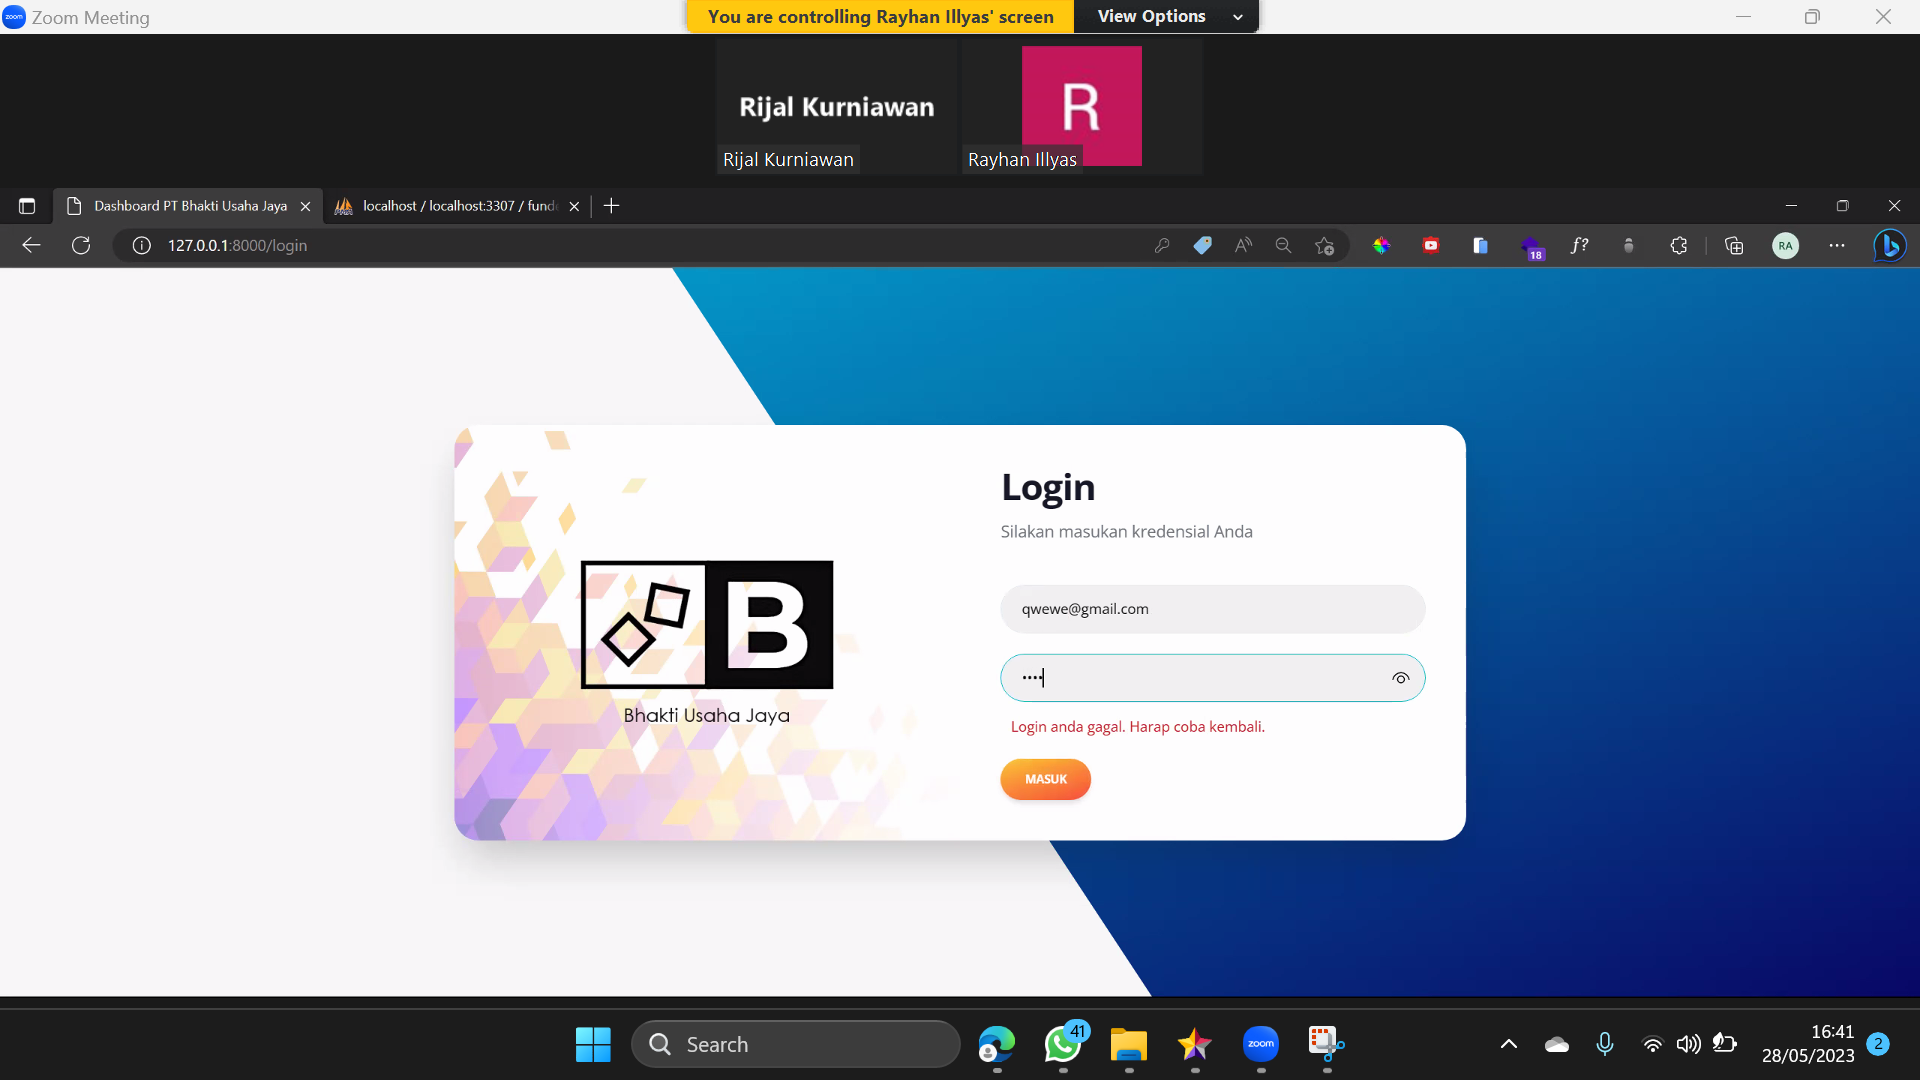 zoom
Zoom Meeting
You are controlling Rayhan Illyas' screen
View Options
Rijal Kurniawan
R
Rijal Kurniawan
Rayhan Illyas
Dashboard PT Bhakti Usaha Jaya
localhost / localhost:3307 / fund
127.0.0.1:8000/login
A
18
f?
RA
B
Bhakti Usaha Jaya
Login
Silakan masukan kredensial Anda
qwewe@gmail.com
••••
Login anda gagal. Harap coba kembali.
MASUK
Search
41
zoom
16:41
28/05/2023
2